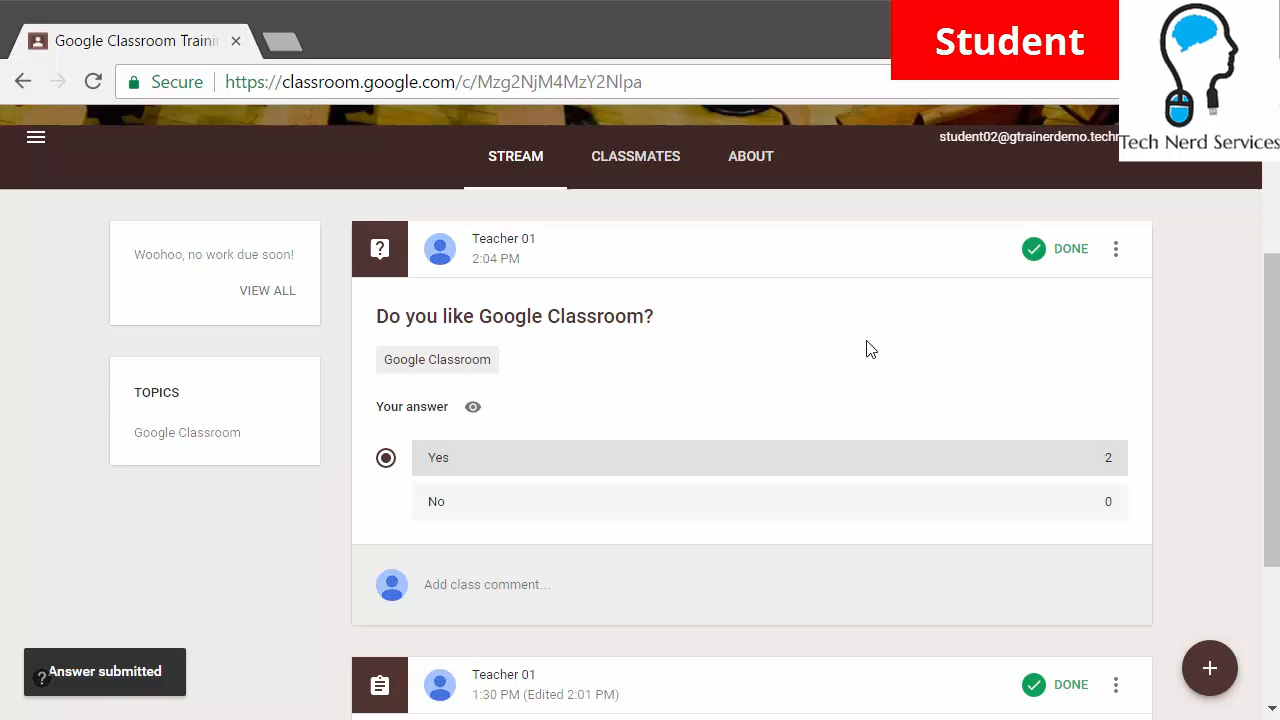 Google Classroom Trainin
Student
Secure
https://classroom.google.com/c/Mzg2NjM4MzY2Nlpa
Tech Nerd Services
student02@gtrainerdemo.techr
STREAM
CLASSMATES
ABOUT
Woohoo, no work due soon!
VIEW ALL
TOPICS
Google Classroom
Teacher 01
2:04 PM
DONE
Do you like Google Classroom?
Google Classroom
Your answer
Yes 2
No 0
Add class comment...
Answer submitted
?
Teacher 01
1:30 PM (Edited 2:01 PM)
DONE